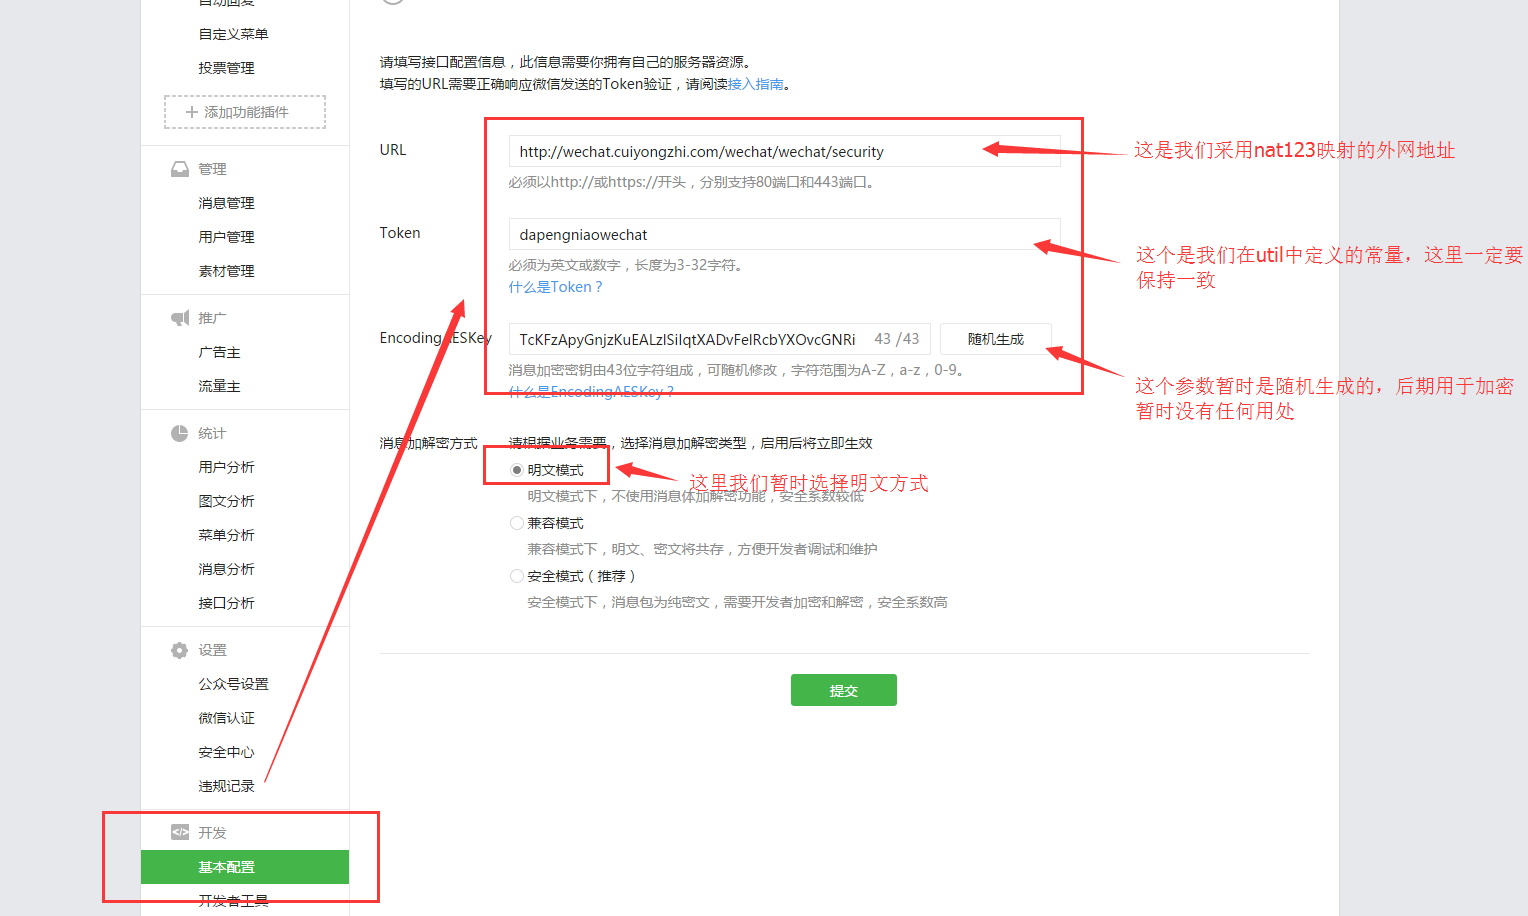 自动回复
自定义菜单
投票管理
添加功能插件
管理
消息管理
用户管理
素材管理
推广
广告主
流量主
统计
用户分析
图文分析
菜单分析
消息分析
接口分析
设置
公众号设置
微信认证
安全中心
违规记录
开发
基本配置
开发者工具
请填写接口配置信息，此信息需要你拥有自己的服务器资源。
填写的URL需要正确响应微信发送的Token验证，请阅读接入指南。
URL
http://wechat.cuiyongzhi.com/wechat/wechat/security
这是我们采用nat123映射的外网地址
必须以http://或https://开头，分别支持80端口和443端口。
Token
dapengniaowechat
这个是我们在util中定义的常量，这里一定要
保持一致
必须为英文或数字，长度为3-32字符。
什么是Token？
EncodingAESKey
TcKFzApyGnjzKuEALzlSiIqtXADvFeIRcbYXOvcGNRi 43 /43
随机生成
消息加密密钥由43位字符组成，可随机修改，字符范围为A-Z，a-z，0-9。
什么是EncodingAESKey？
这个参数暂时是随机生成的，后期用于加密
暂时没有任何用处
消息加解密方式 请根据业务需要，选择消息加解密类型，启用后将立即生效
明文模式
这里我们暂时选择明文方式
明文模式下，不使用消息体加解密功能，安全系数较低
兼容模式
兼容模式下，明文、密文将共存，方便开发者调试和维护
安全模式（推荐）
安全模式下，消息包为纯密文，需要开发者加密和解密，安全系数高
提交